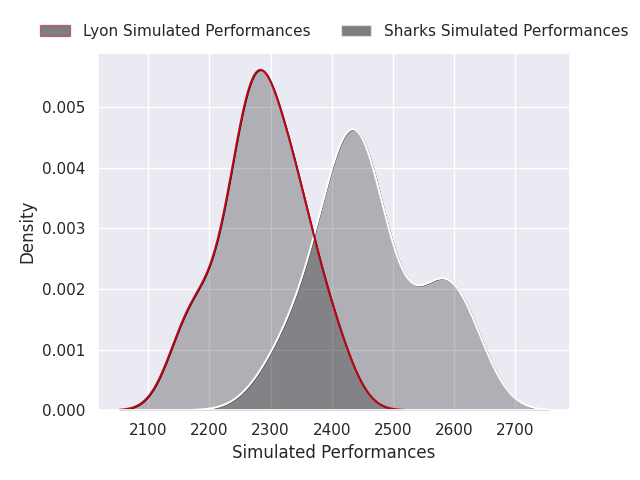 Lyon Simulated Performances
Sharks Simulated Performances
0.005
0.004
0.003
0.002
0.001
0.000
Density
2100 2200 2300 2400 2500 2600 2700
Simulated Performances